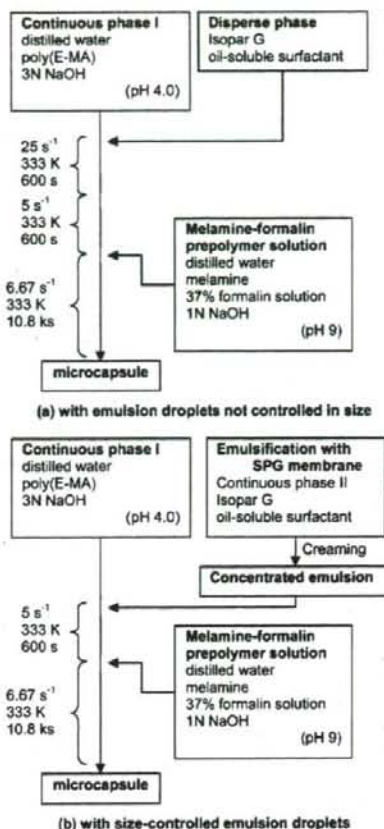 Continuous phase I
distilled water
poly(E-MA)
3N NaOH
(pH 4.0)
Disperse phase
Isopar G
oil-soluble surfactant
25 s⁻¹
333 K
600 s
5 s⁻¹
333 K
600 s
6.67 s⁻¹
333 K
10.8 ks
Melamine-formalin
prepolymer solution
distilled water
melamine
37% formalin solution
1N NaOH
(pH 9)
microcapsule
(a) with emulsion droplets not controlled in size
Continuous phase I
distilled water
poly(E-MA)
3N NaOH
(pH 4.0)
Emulsification with
SPG membrane
Continuous phase II
Isopar G
oil-soluble surfactant
Creaming
Concentrated emulsion
5 s⁻¹
333 K
600 s
6.67 s⁻¹
333 K
10.8 ks
Melamine-formalin
prepolymer solution
distilled water
melamine
37% formalin solution
1N NaOH
(pH 9)
microcapsule
(b) with size-controlled emulsion droplets